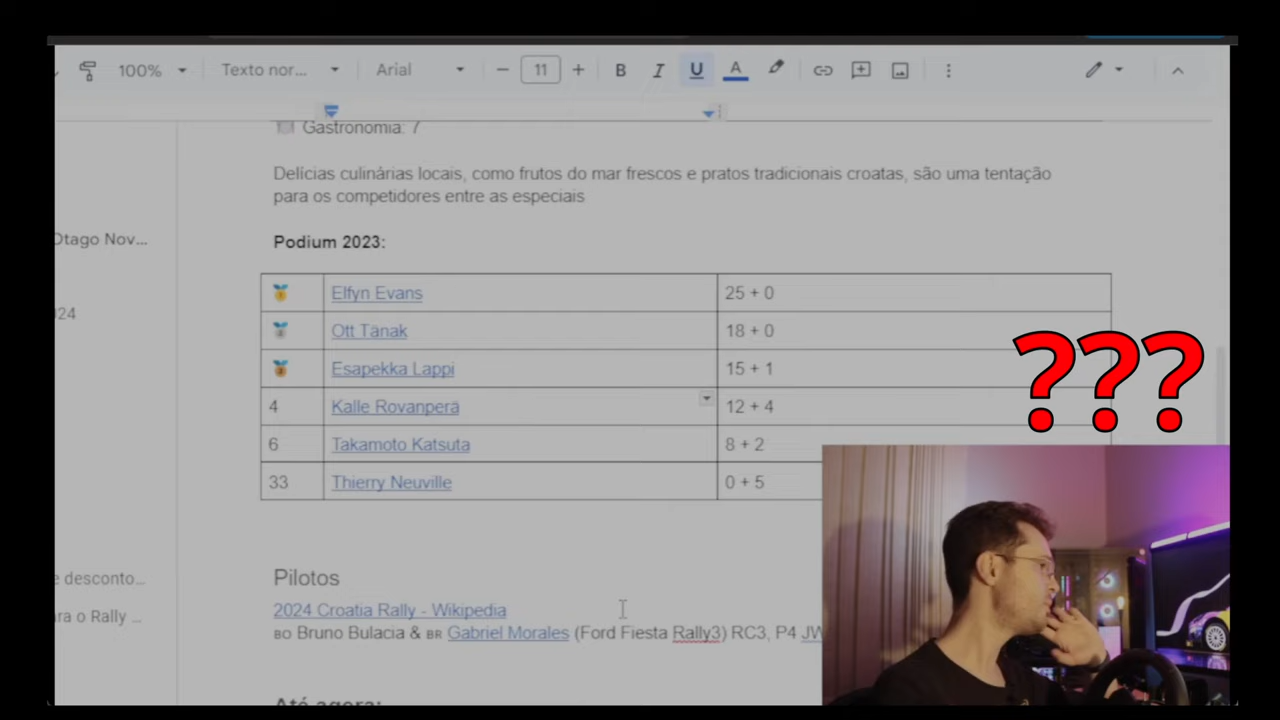 100% Texto nor... Arial 11 B I U A
Gastronomia: 7
Delícias culinárias locais, como frutos do mar frescos e pratos tradicionais croatas, são uma tentação
para os competidores entre as especiais
Otago Nov...
Podium 2023:
Elfyn Evans 25 + 0
024
Ott Tänak 18 + 0
Esapekka Lappi 15 + 1
???
4 Kalle Rovanperä 12 + 4
6 Takamoto Katsuta 8 + 2
33 Thierry Neuville 0 + 5
e desconto...
Pilotos
2024 Croatia Rally - Wikipedia
ra o Rally ...
BO Bruno Bulacia & BR Gabriel Morales (Ford Fiesta Rally3) RC3, P4 JW
Até agora: